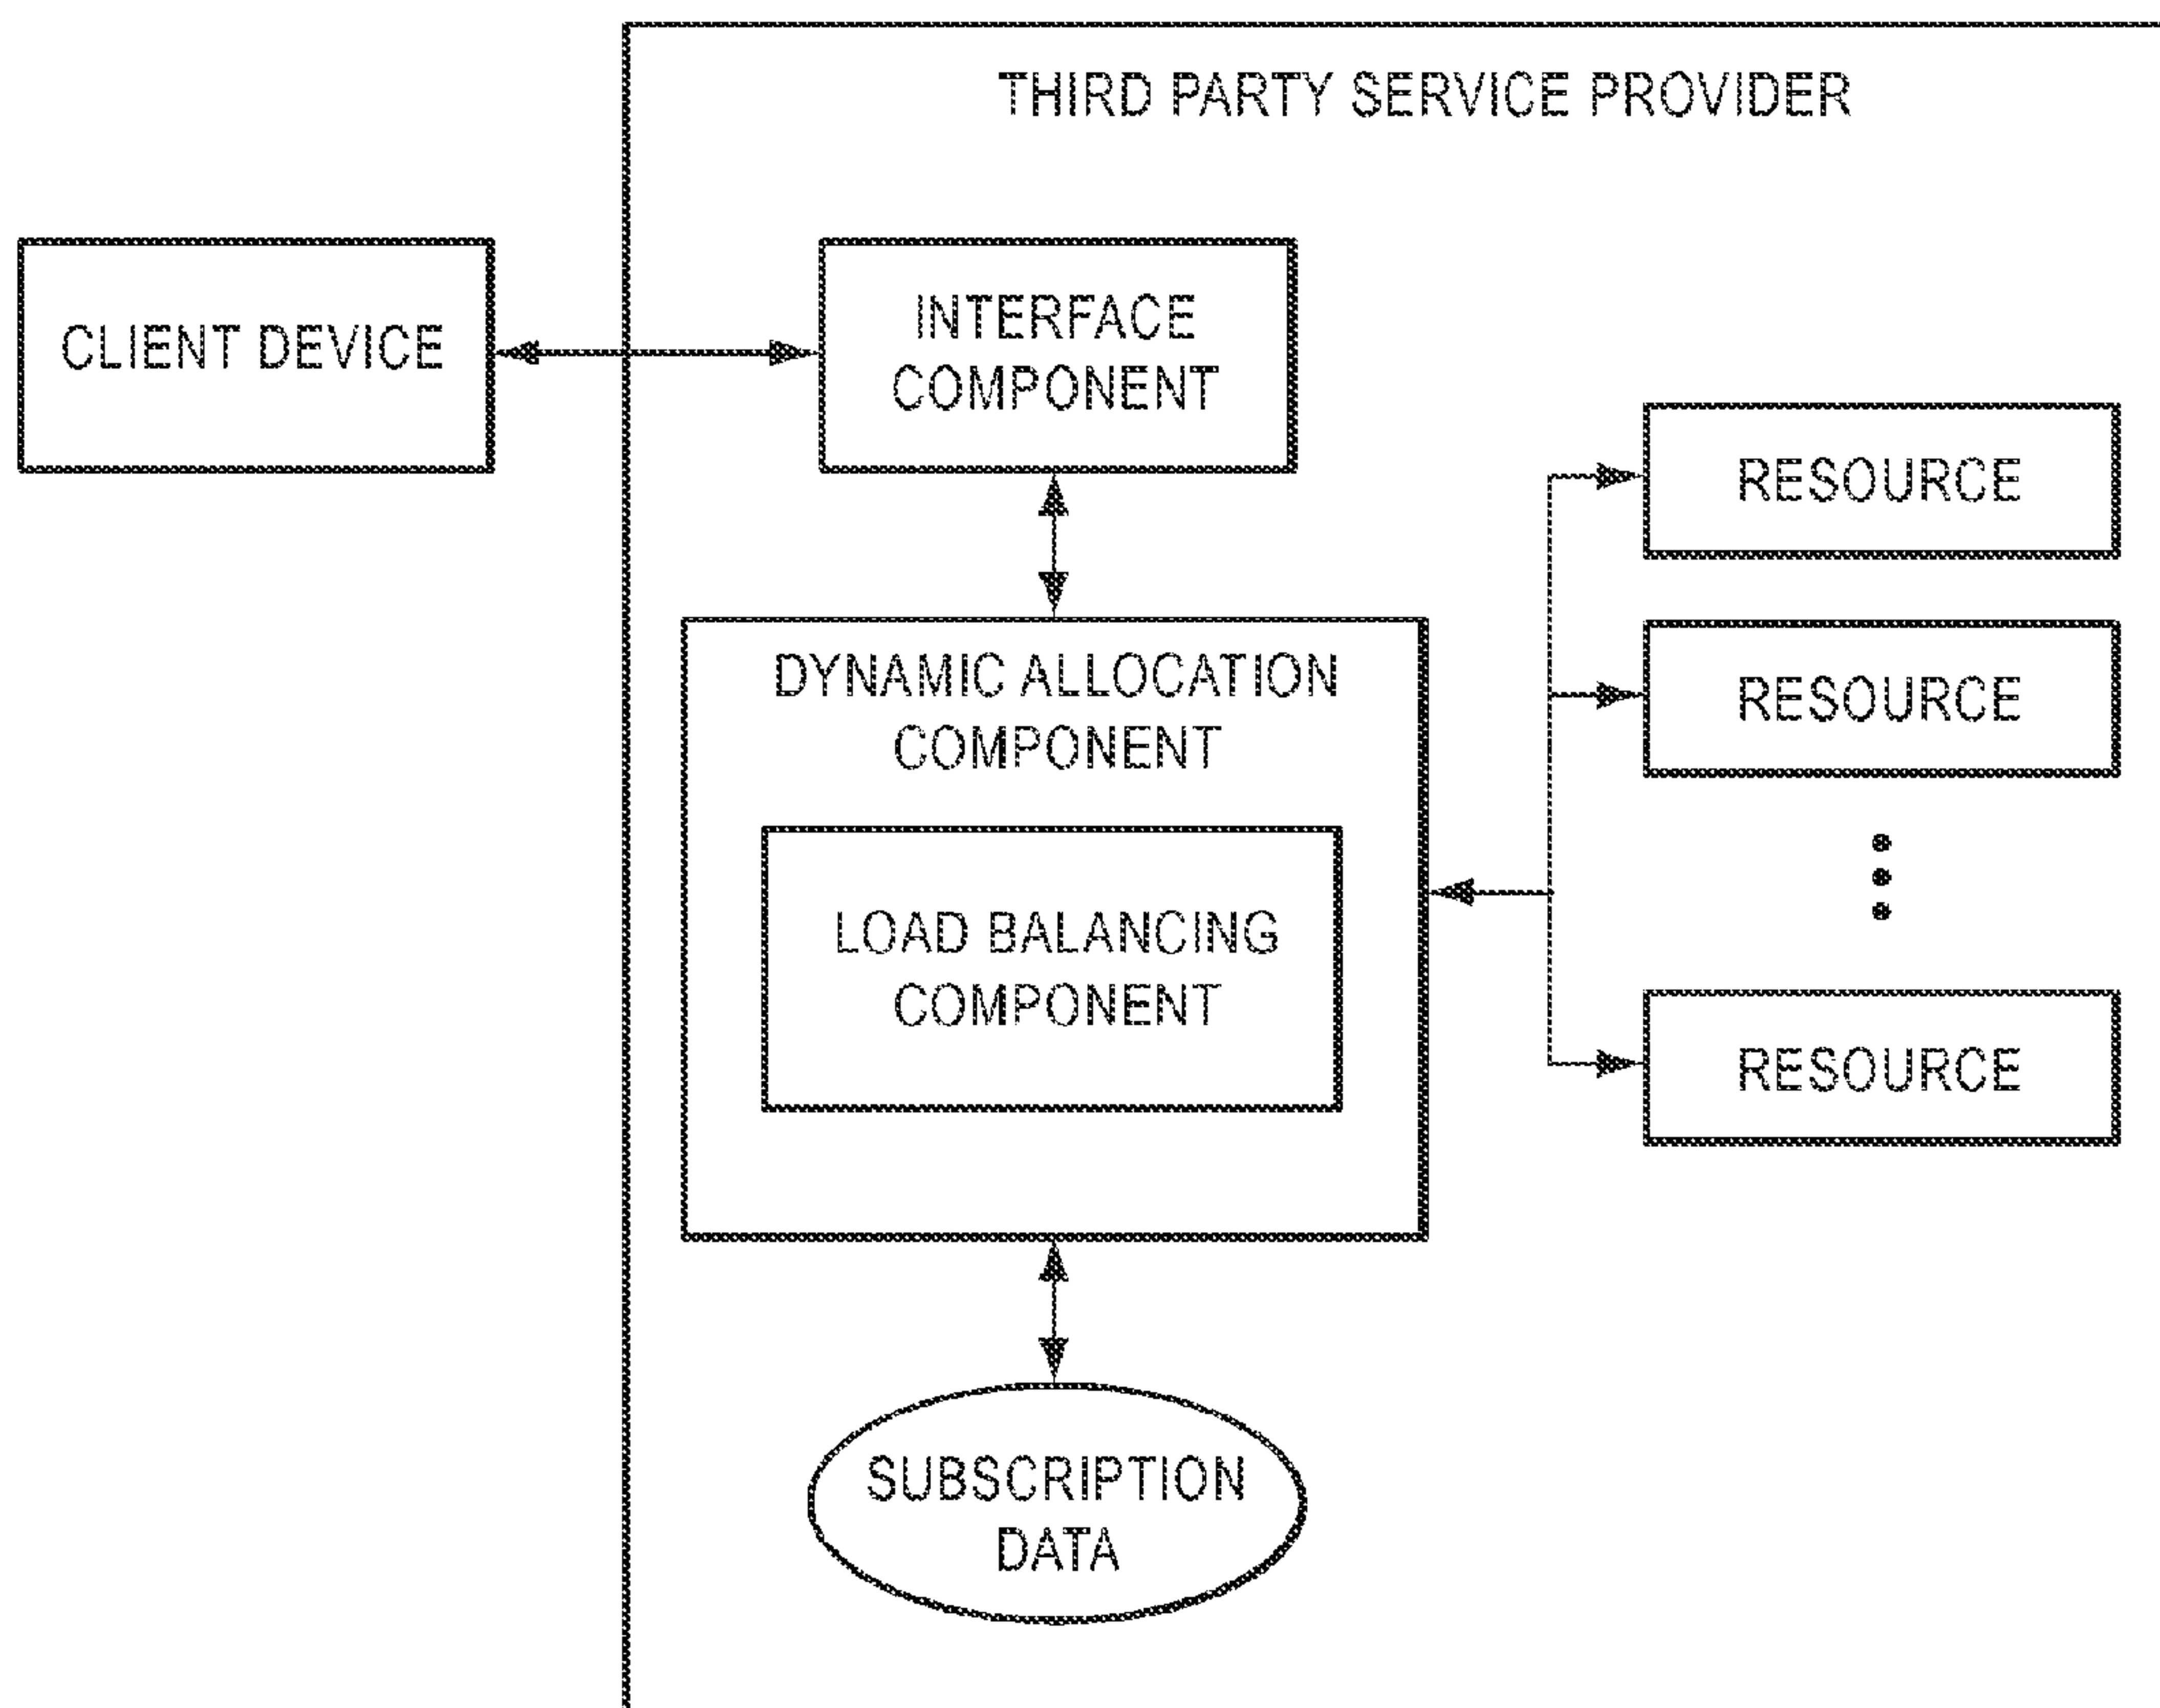 THIRD PARTY SERVICE PROVIDER
CLIENT DEVICE
INTERFACE
COMPONENT
RESOURCE
DYNAMIC ALLOCATION
COMPONENT
RESOURCE
LOAD BALANCING
COMPONENT
RESOURCE
SUBSCRIPTION
DATA